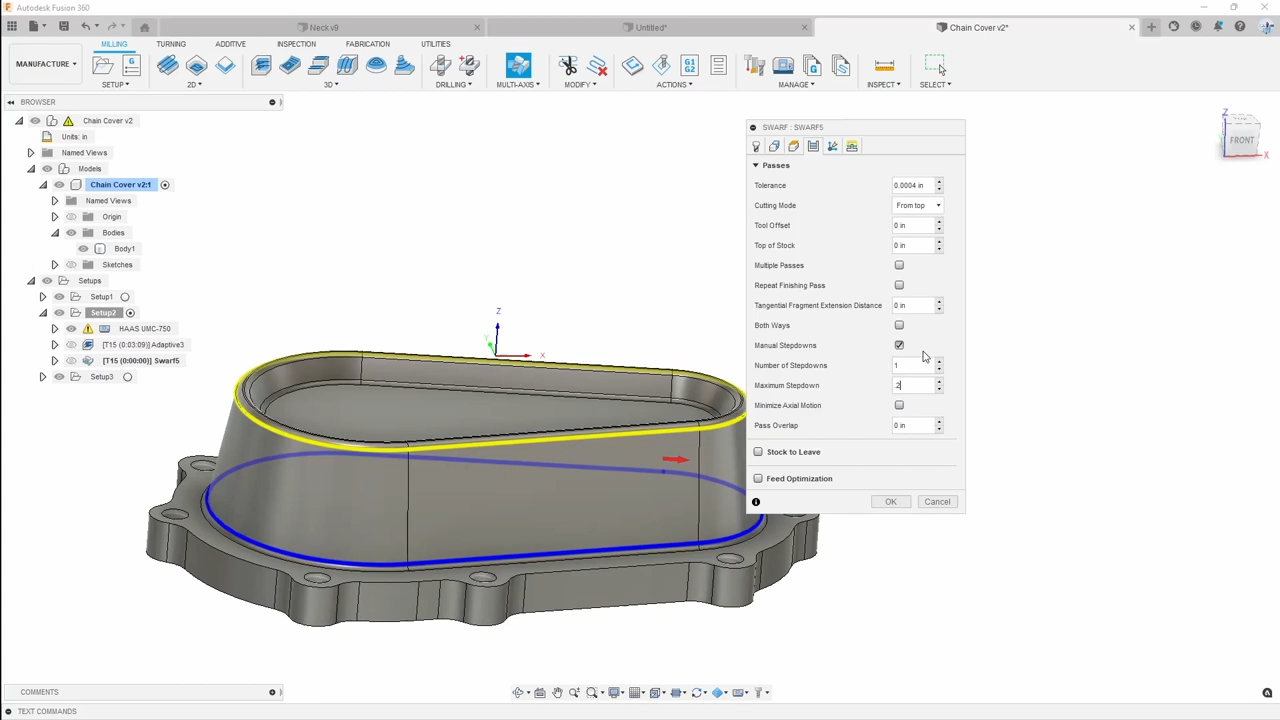 Autodesk Fusion 360
Neck v9
Untitled*
Chain Cover v2*
MILLING TURNING ADDITIVE INSPECTION FABRICATION UTILITIES
MANUFACTURE
G1
G2
SETUP 2D 3D DRILLING MULTI-AXIS MODIFY ACTIONS MANAGE INSPECT SELECT
BROWSER
Chain Cover v2
Units: in
Named Views
Models
Chain Cover v2:1
Named Views
Origin
Bodies
Body1
Sketches
Setups
Setup1
Setup2
HAAS UMC-750
[T15 (0:03:09)] Adaptive3
[T15 (0:00:00)] Swarf5
Setup3
Z
Y
X
SWARF : SWARF5
Passes
Tolerance 0.0004 in
Cutting Mode From top
Tool Offset 0 in
Top of Stock 0 in
Multiple Passes
Repeat Finishing Pass
Tangential Fragment Extension Distance 0 in
Both Ways
Manual Stepdowns
Number of Stepdowns 1
Maximum Stepdown .2
Minimize Axial Motion
Pass Overlap 0 in
Stock to Leave
Feed Optimization
OK Cancel
Z
FRONT
X
COMMENTS
TEXT COMMANDS